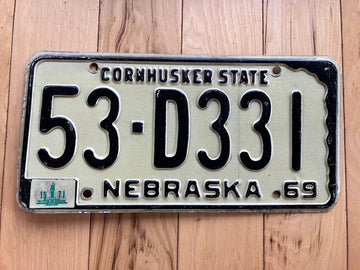 CORNHUSKER STATE
53-D331
19 71
NEBRASKA 69